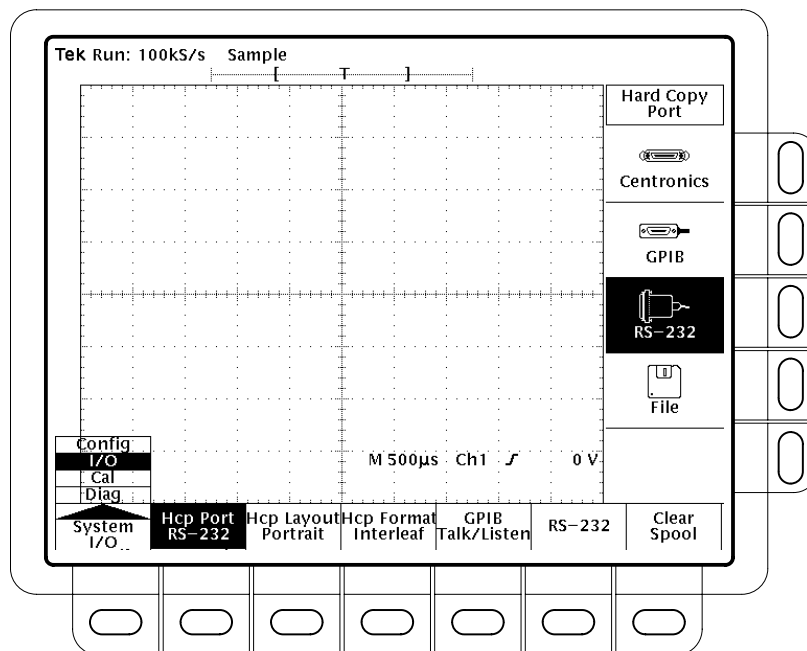 Tek Run: 100kS/s Sample
[ T ]
Hard Copy
Port
Centronics
GPIB
RS-232
File
M 500µs Ch1 0 V
Config
I/O
Cal
Diag
System
I/O
Hcp Port
RS-232
Hcp Layout
Portrait
Hcp Format
Interleaf
GPIB
Talk/Listen
RS-232
Clear
Spool